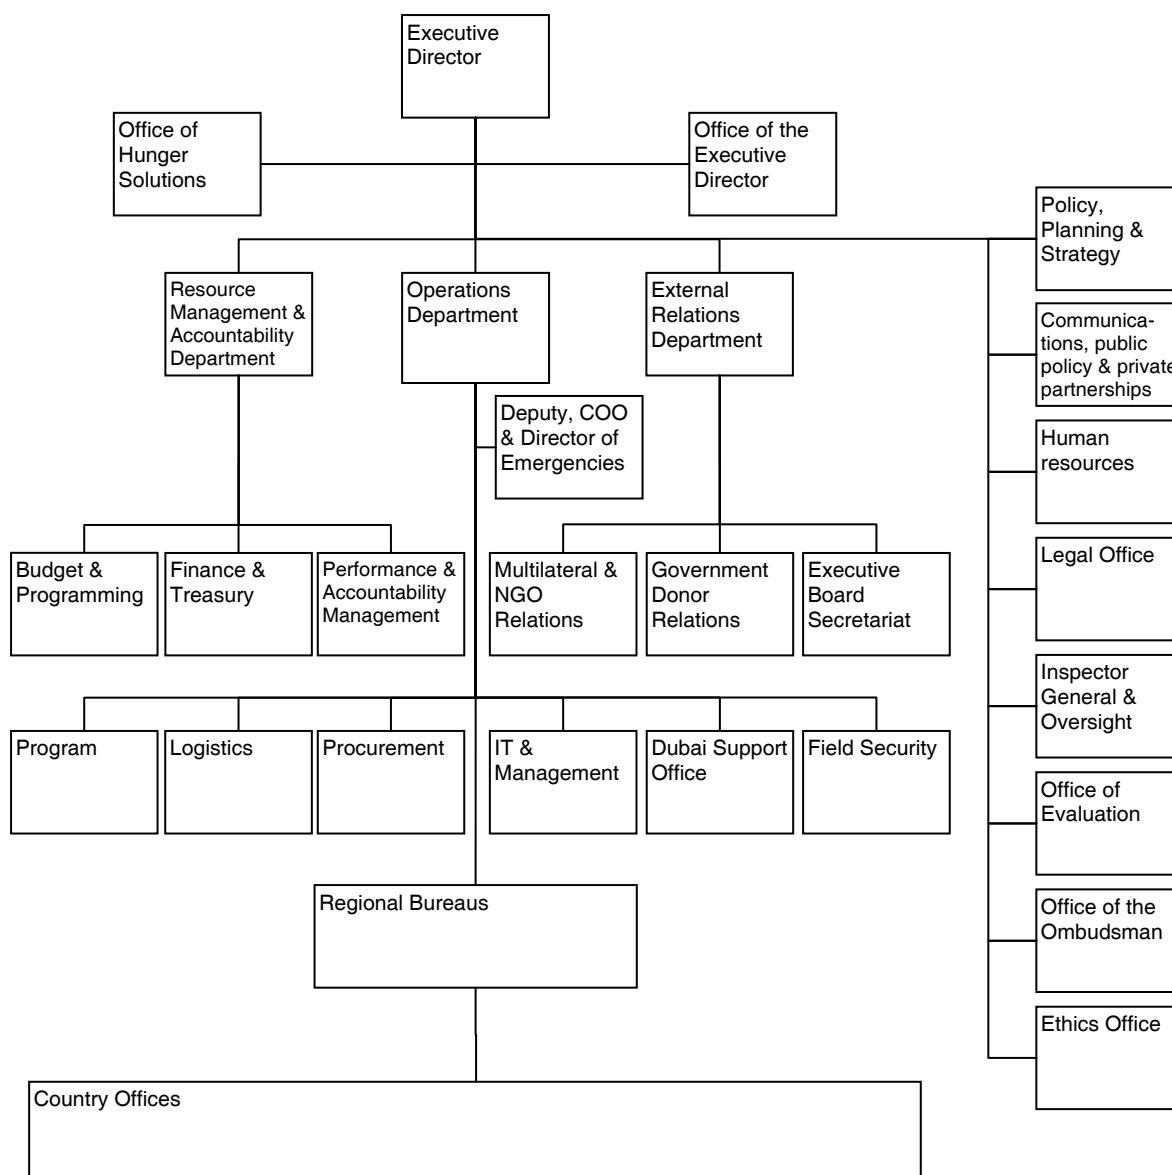 Executive
Director
Office of
Hunger
Solutions
Office of the
Executive
Director
Policy,
Planning &
Strategy
Resource
Management &
Accountability
Department
Operations
Department
External
Relations
Department
Communica-
tions, public
policy & private
partnerships
Deputy, COO
& Director of
Emergencies
Human
resources
Budget &
Programming
Finance &
Treasury
Performance &
Accountability
Management
Multilateral &
NGO
Relations
Government
Donor
Relations
Executive
Board
Secretariat
Legal Office
Inspector
General &
Oversight
Program
Logistics
Procurement
IT &
Management
Dubai Support
Office
Field Security
Office of
Evaluation
Regional Bureaus
Office of the
Ombudsman
Ethics Office
Country Offices